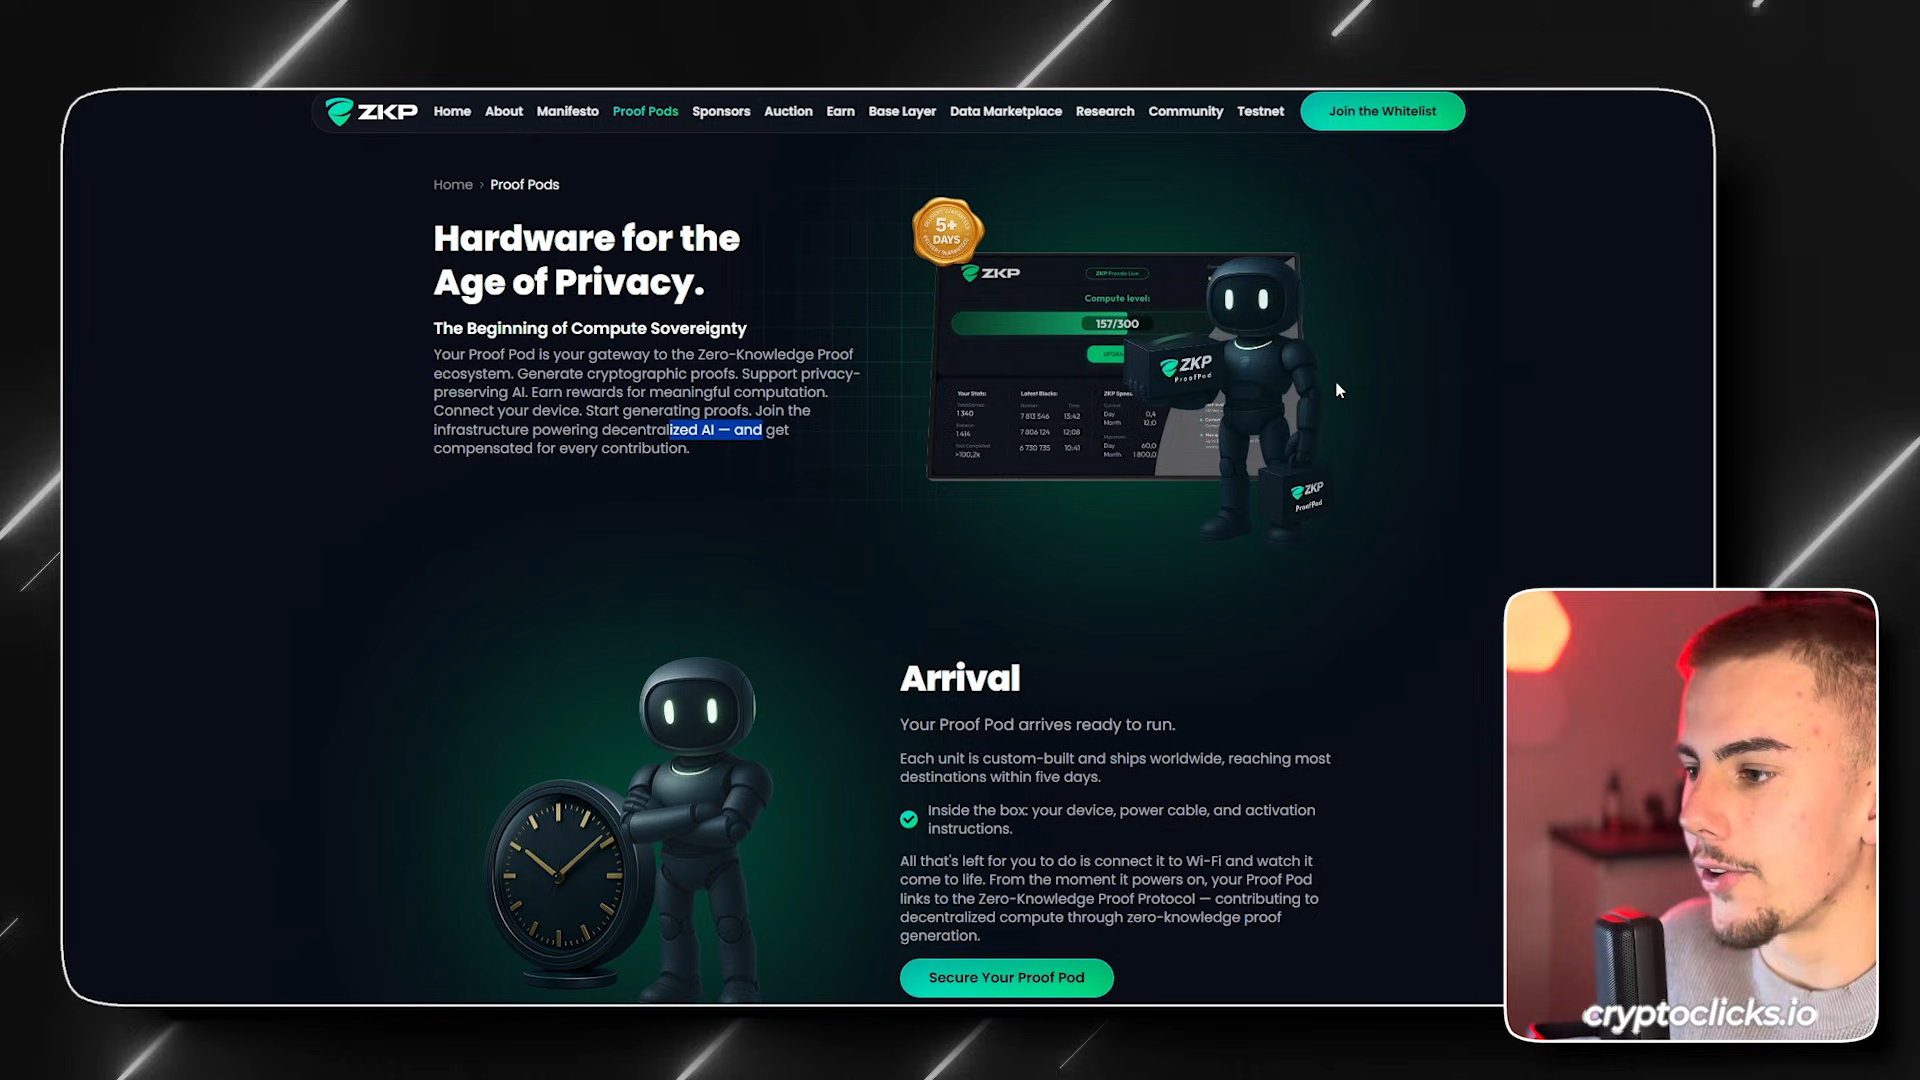 ZKP
Home
About
Manifesto
Proof Pods
Sponsors
Auction
Earn
Base Layer
Data Marketplace
Research
Community
Testnet
Join the Whitelist
Home › Proof Pods
Hardware for the
Age of Privacy.
The Beginning of Compute Sovereignty
Your Proof Pod is your gateway to the Zero-Knowledge Proof
ecosystem. Generate cryptographic proofs. Support privacy-
preserving AI. Earn rewards for meaningful computation.
Connect your device. Start generating proofs. Join the
infrastructure powering decentralized AI — and get
compensated for every contribution.
5+
DAYS
ZKP
Compute level:
157/300
Your Stats:
Latest Blocks:
1 340
1 414
>100,2x
7 813 546 13:42
7 806 124 12:08
6 730 735 10:41
Day 0,4
Month 12,0
Day 60,0
Month 1 800,0
ZKP
ProofPod
ZKP
ProofPod
Arrival
Your Proof Pod arrives ready to run.
Each unit is custom-built and ships worldwide, reaching most
destinations within five days.
Inside the box: your device, power cable, and activation
instructions.
All that's left for you to do is connect it to Wi-Fi and watch it
come to life. From the moment it powers on, your Proof Pod
links to the Zero-Knowledge Proof Protocol — contributing to
decentralized compute through zero-knowledge proof
generation.
Secure Your Proof Pod
cryptoclicks.io